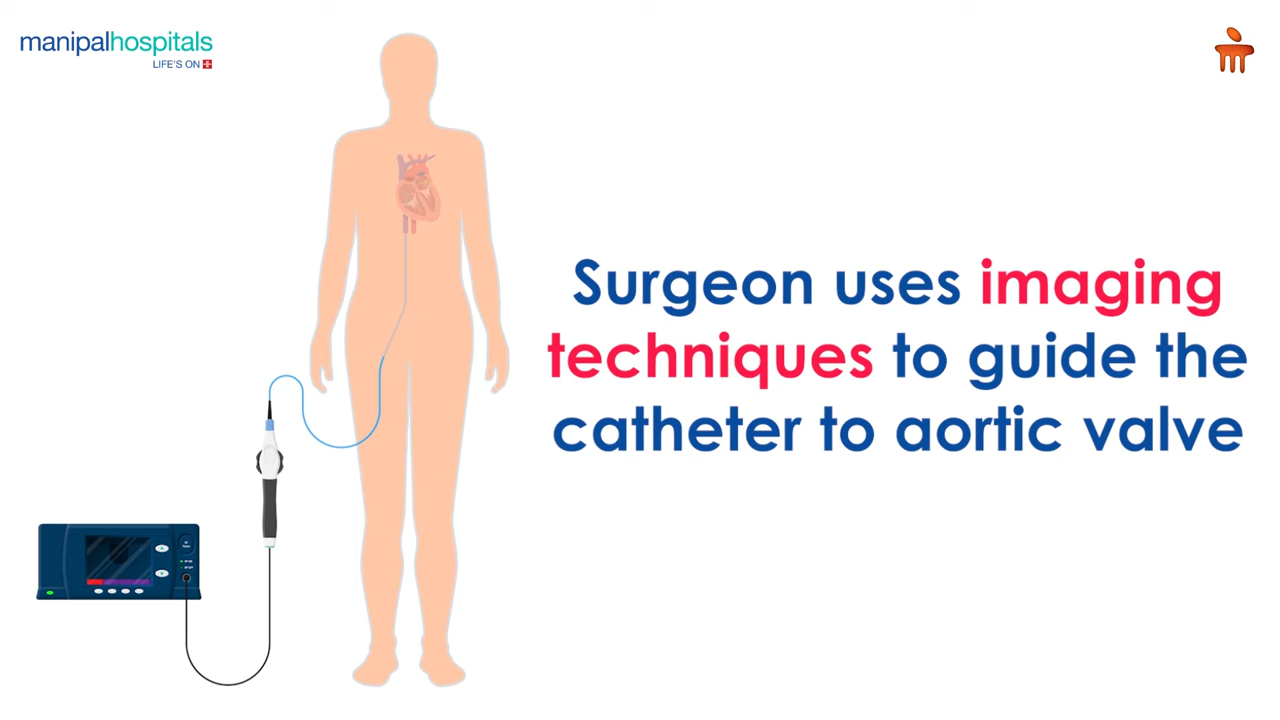 manipalhospitals
LIFE'S ON
Surgeon uses imaging
techniques to guide the
catheter to aortic valve